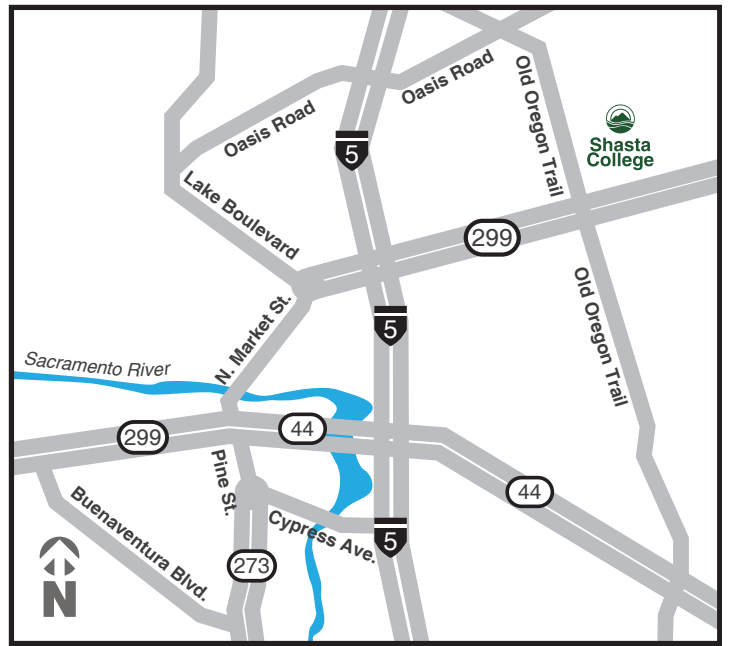 Oasis Road
Oasis Road
Old Oregon Trail
Shasta
College
5
Lake Boulevard
299
Old Oregon Trail
5
N. Market St.
Sacramento River
299
44
Pine St.
44
Buenaventura Blvd.
Cypress Ave.
5
273
N